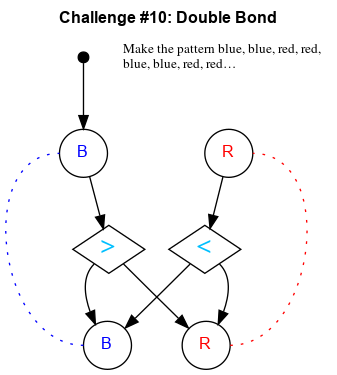 Challenge #10: Double Bond
Make the pattern blue, blue, red, red,
blue, blue, red, red…
B
R
>
<
B
R